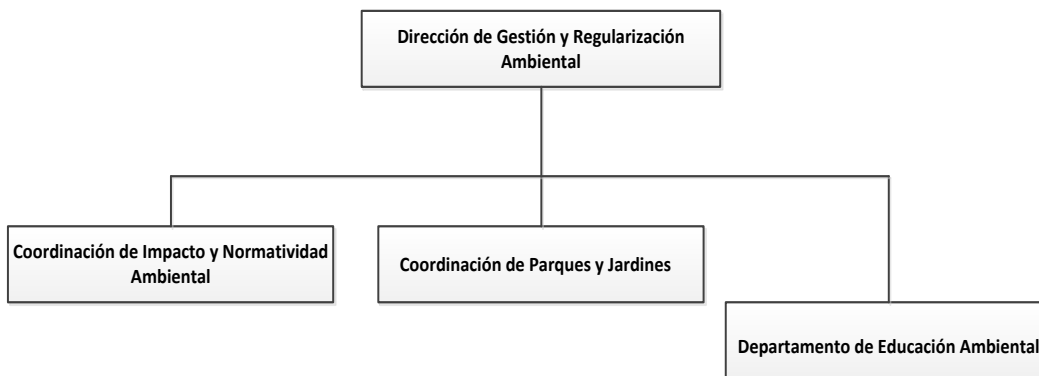 Dirección de Gestión y Regularización
Ambiental
Coordinación de Impacto y Normatividad
Ambiental
Coordinación de Parques y Jardines
Departamento de Educación Ambiental